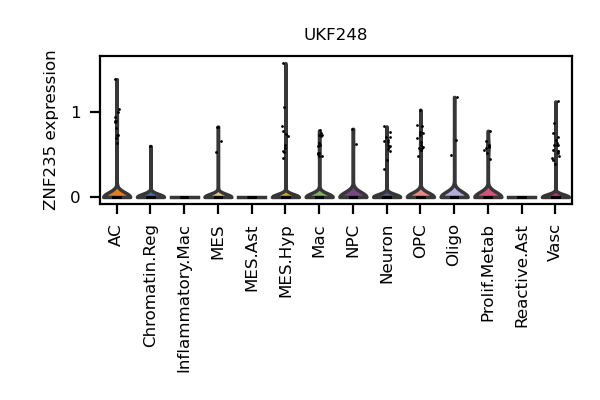 UKF248
ZNF235 expression
1
0
AC
Chromatin.Reg
Inflammatory.Mac
MES
MES.Ast
MES.Hyp
Mac
NPC
Neuron
OPC
Oligo
Prolif.Metab
Reactive.Ast
Vasc